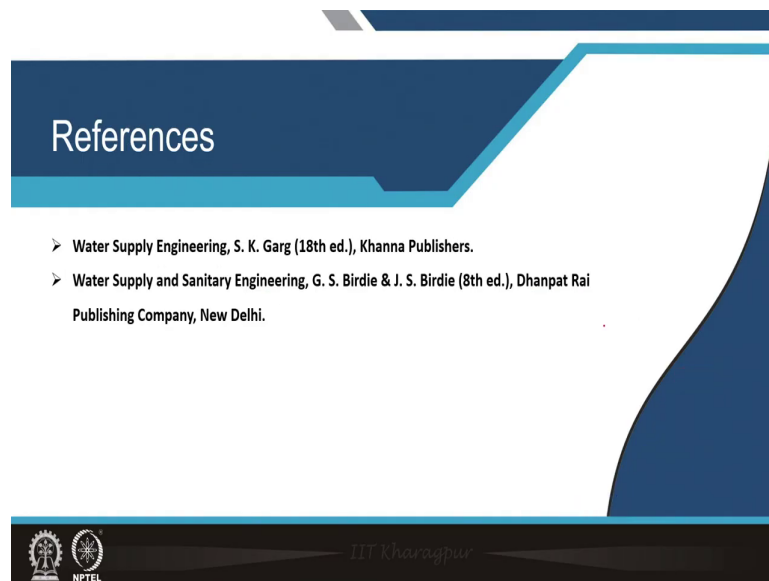 References
➢ Water Supply Engineering, S. K. Garg (18th ed.), Khanna Publishers.
➢ Water Supply and Sanitary Engineering, G. S. Birdie & J. S. Birdie (8th ed.), Dhanpat Rai
Publishing Company, New Delhi.
IIT Kharagpur
NPTEL